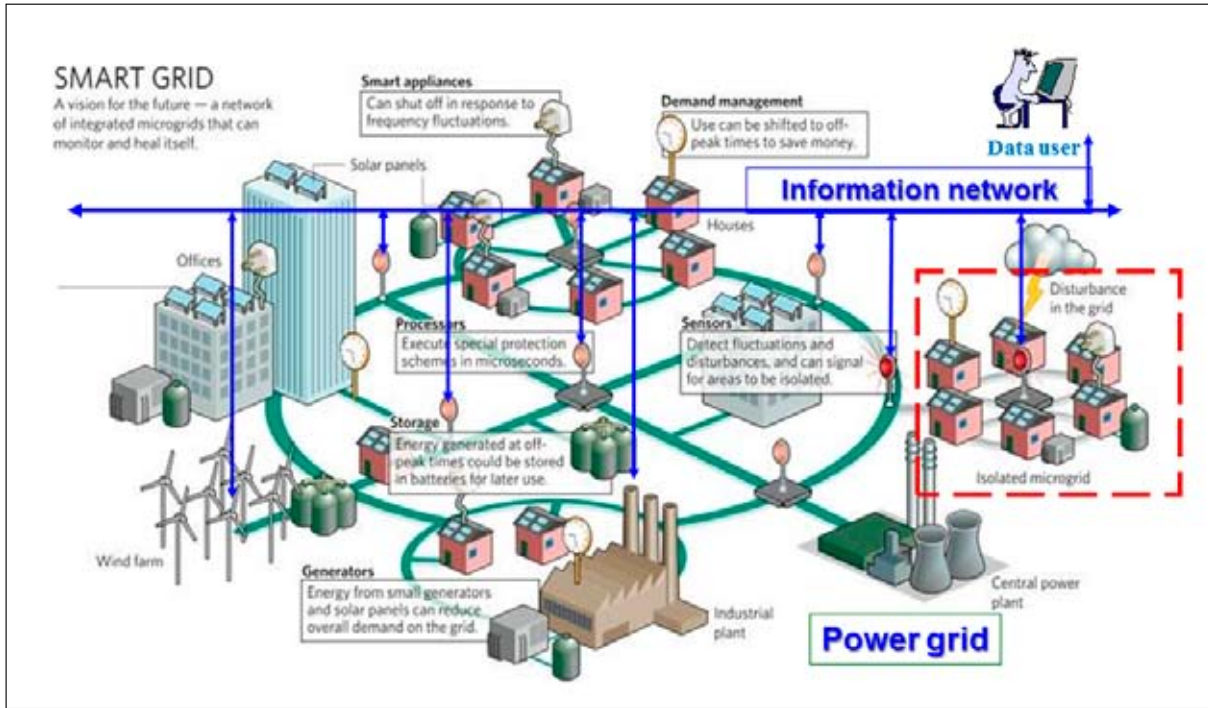 SMART GRID
A vision for the future — a network
of integrated microgrids that can
monitor and heal itself.
Smart appliances
Can shut off in response to
frequency fluctuations.
Demand management
Use can be shifted to off-
peak times to save money.
Data user
Solar panels
Information network
Houses
Offices
Disturbance
in the grid
Processors
Execute special protection
schemes in microseconds.
Sensors
Detect fluctuations and
disturbances, and can signal
for areas to be isolated.
Storage
Energy generated at off-
peak times could be stored
in batteries for later use.
Isolated microgrid
Wind farm
Generators
Energy from small generators
and solar panels can reduce
overall demand on the grid.
Industrial
plant
Central power
plant
Power grid